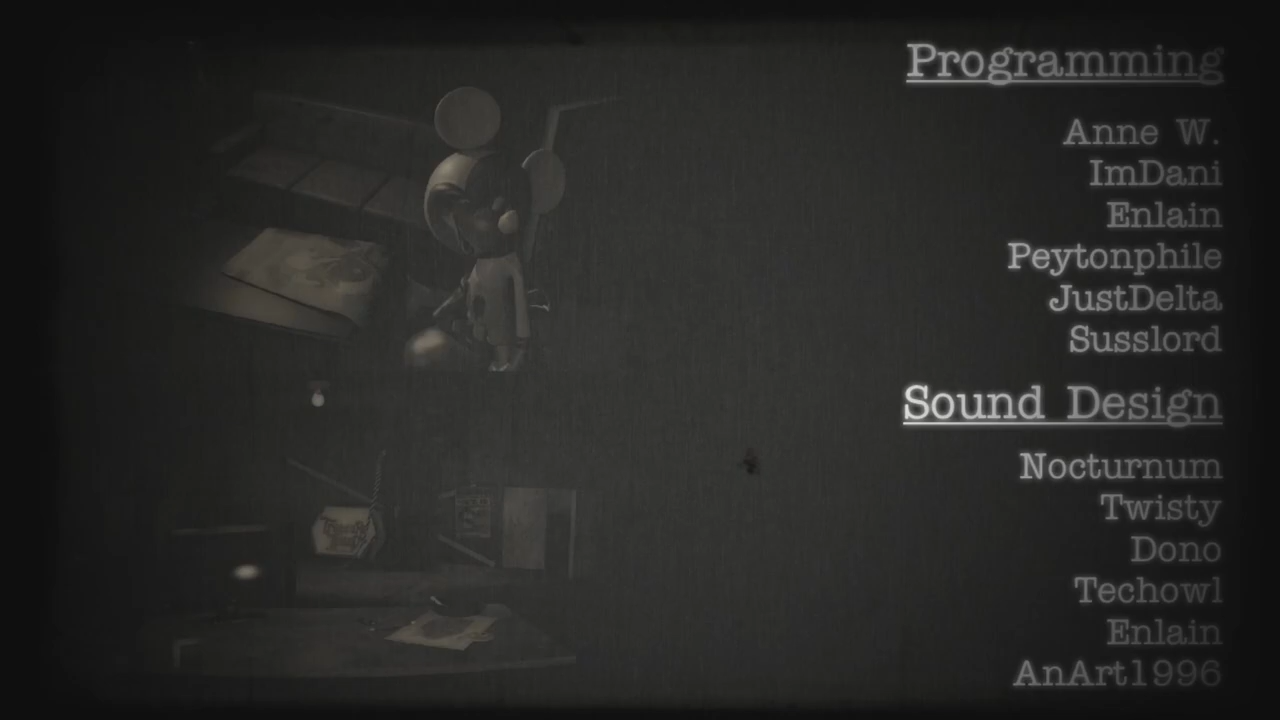 Programming
Anne W.
ImDani
Enlain
Peytonphile
JustDelta
Susslord
Sound Design
Nocturnum
Twisty
Dono
Techowl
Enlain
AnArt1996